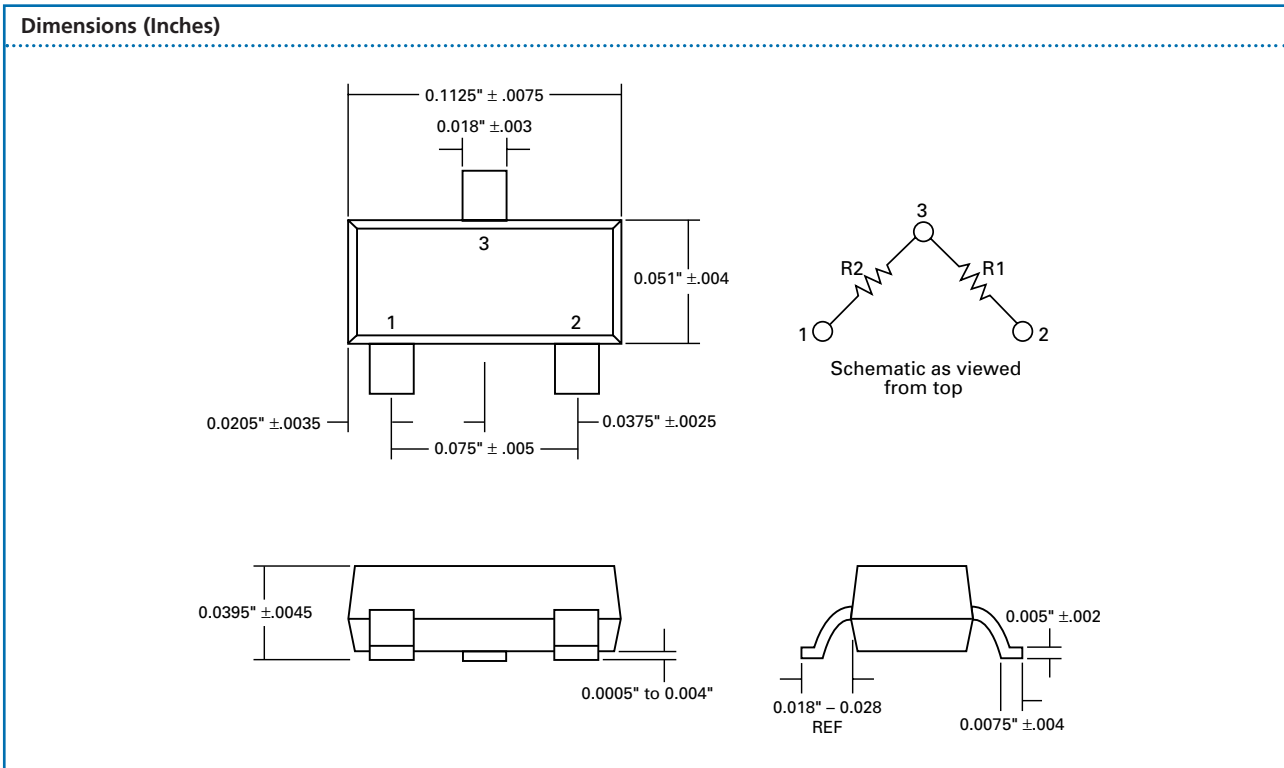 Dimensions (Inches)
0.1125" ± .0075
0.018" ±.003
3
0.051" ±.004
1
2
0.0205" ±.0035
0.0375" ±.0025
0.075" ± .005
3
R2
R1
1
2
Schematic as viewed
from top
0.0395" ±.0045
0.0005" to 0.004"
0.005" ±.002
0.018" – 0.028
REF
0.0075" ±.004